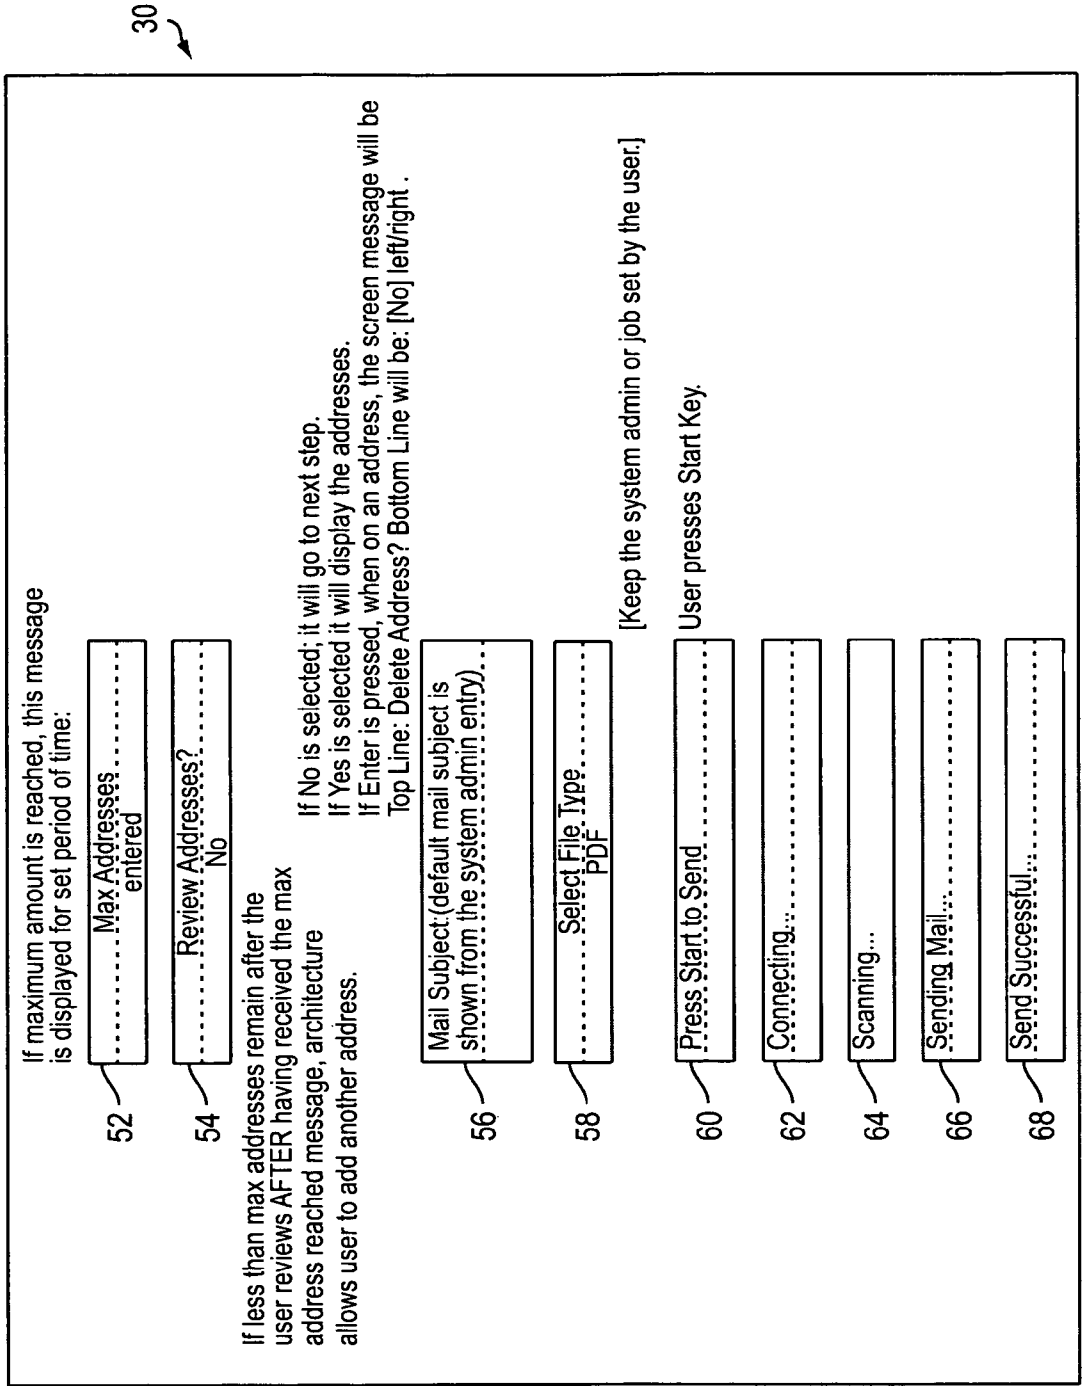 30
If maximum amount is reached, this message
is displayed for set period of time:
52
Max Addresses
entered
54
Review Addresses?
No
If less than max addresses remain after the
user reviews AFTER having received the max
address reached message, architecture
allows user to add another address.
If No is selected; it will go to next step.
If Yes is selected it will display the addresses.
If Enter is pressed, when on an address, the screen message will be
Top Line: Delete Address? Bottom Line will be: [No] left/right .
56
Mail Subject:(default mail subject is
shown from the system admin entry)
58
Select File Type
PDF
[Keep the system admin or job set by the user.]
60
Press Start to Send
User presses Start Key.
62
Connecting...
64
Scanning...
66
Sending Mail...
68
Send Successful...